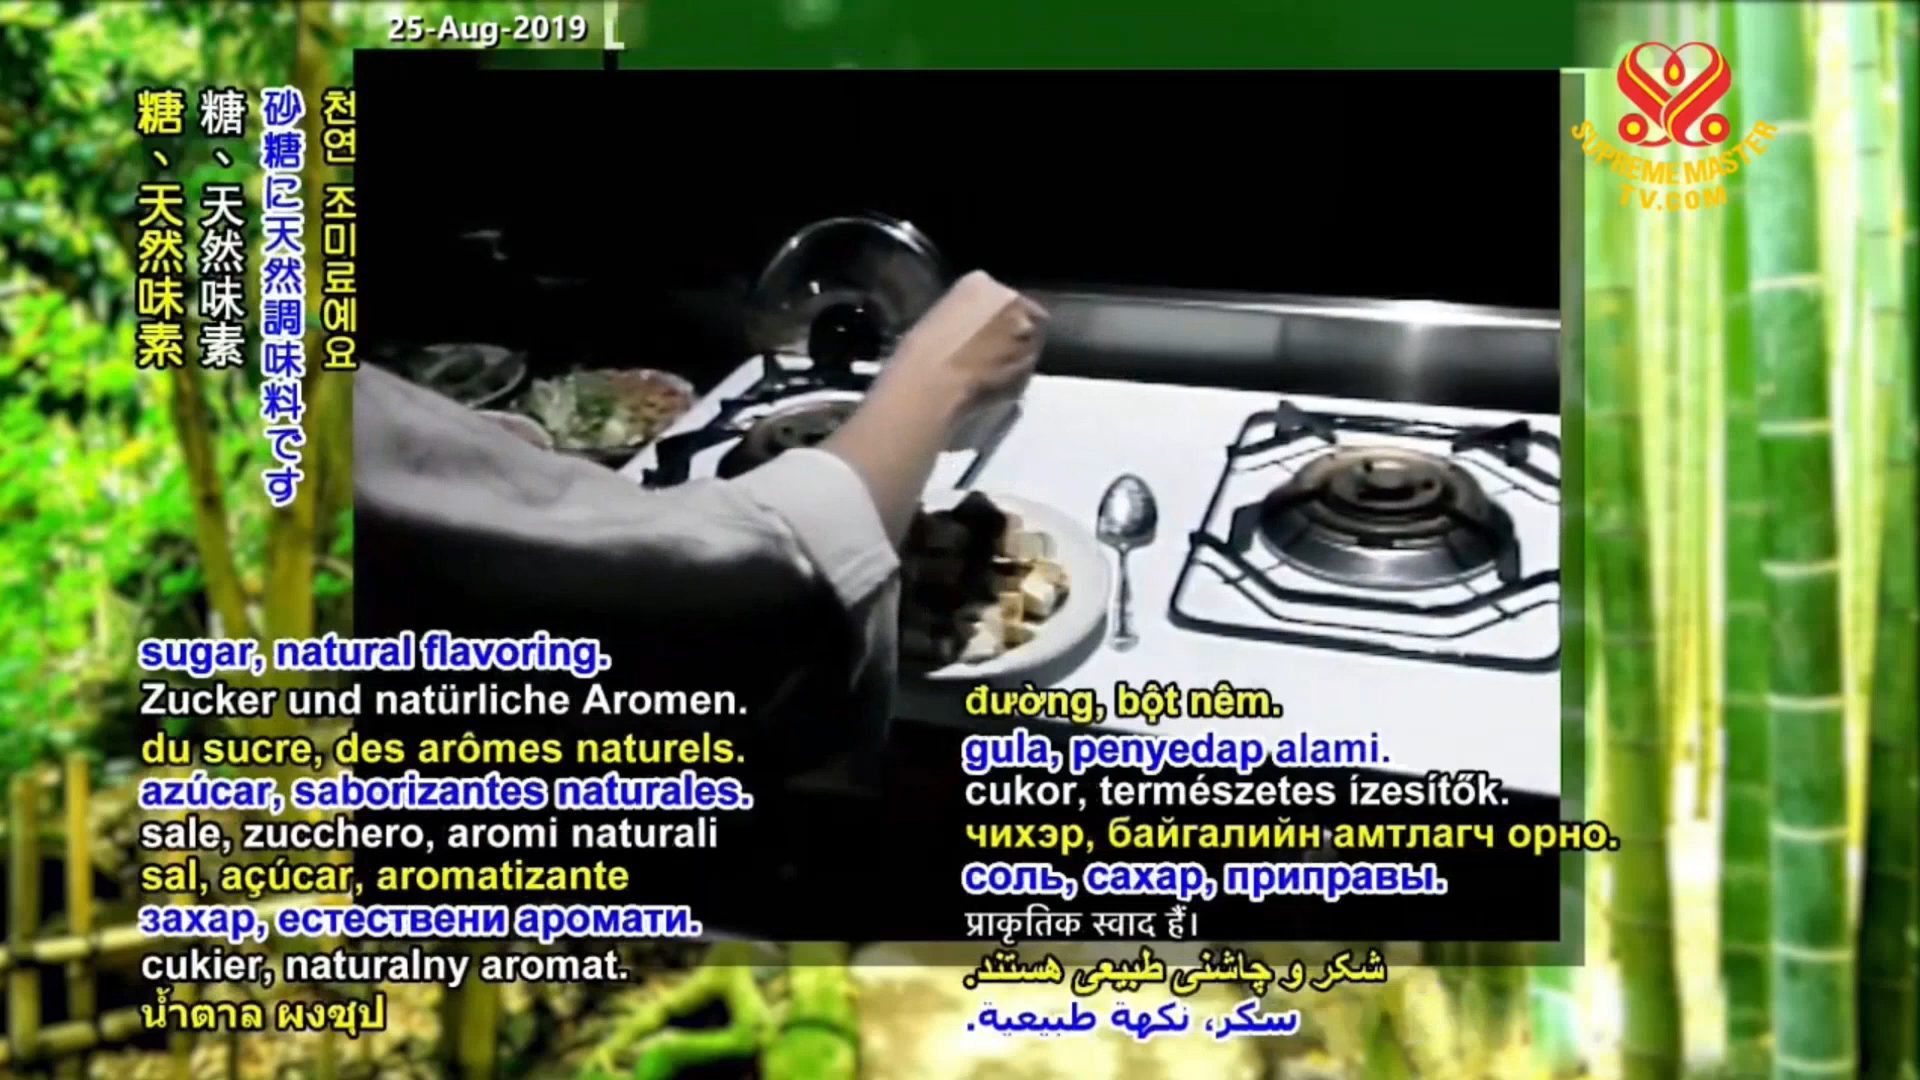 25-Aug-2019
SUPREME MASTER
TV.COM
천연 조미료예요
砂糖に天然調味料です
糖、天然味素
糖、天然味素
sugar, natural flavoring.
Zucker und natürliche Aromen.
du sucre, des arômes naturels.
azúcar, saborizantes naturales.
sale, zucchero, aromi naturali
sal, açúcar, aromatizante
захар, естествени аромати.
cukier, naturalny aromat.
น้ำตาล ผงซุป
đường, bột nêm.
gula, penyedap alami.
cukor, természetes ízesítők.
чихэр, байгалийн амтлагч орно.
соль, сахар, приправы.
प्राकृतिक स्वाद हैं।
شکر و چاشنی طبیعی هستند.
سكر، نكهة طبيعية.